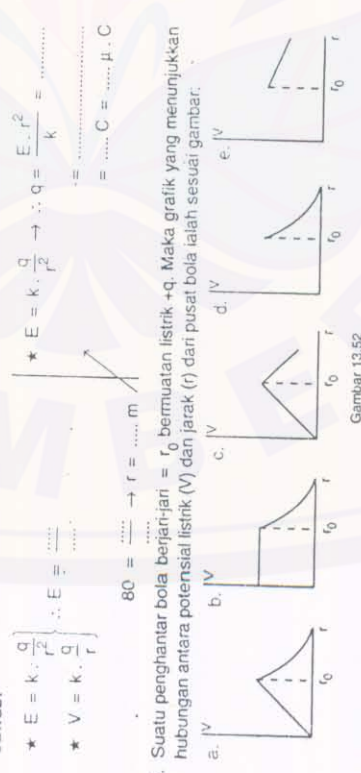 ★ E = k . q / r²
★ V = k . q / r
} ∴ E = ...... / ......
80 = ...... / ...... → r = ...... m
★ E = k . q / r² → ∴ q = E . r² / k = ............
= ............
= ...... C = ...... μ . C
Suatu penghantar bola berjari-jari = r₀ bermuatan listrik +q. Maka grafik yang menunjukkan
hubungan antara potensial listrik (V) dan jarak (r) dari pusat bola ialah sesuai gambar:
a. V r₀ r
b. V r₀ r
c. V r₀ r
d. V r₀ r
e. V r₀ r
Gambar 13.52